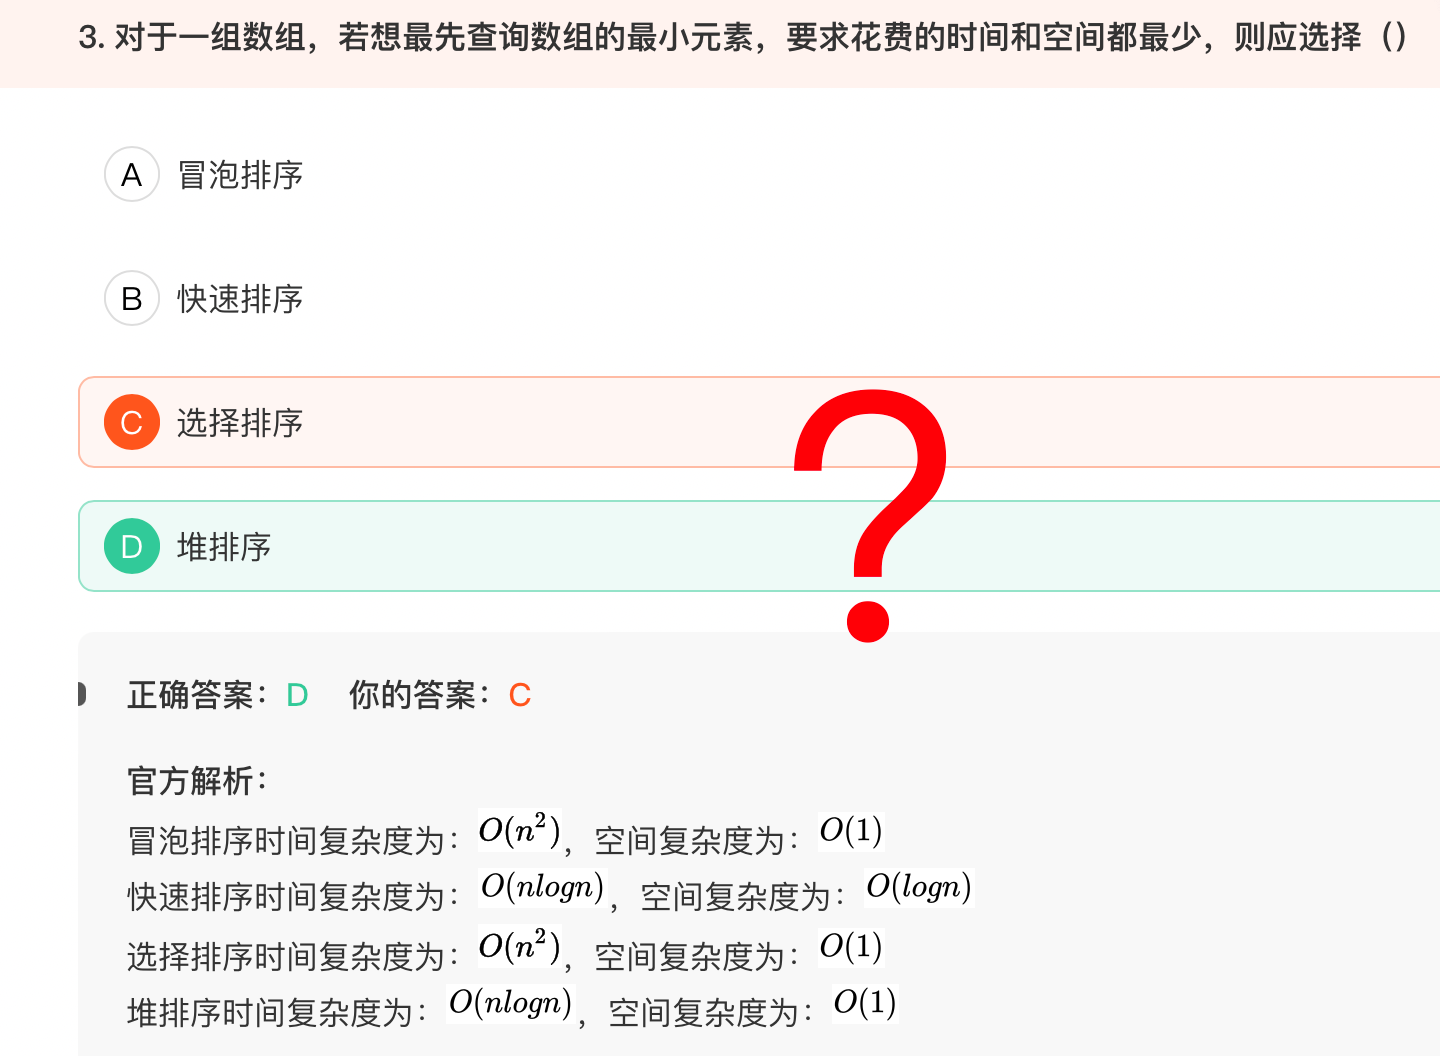 3. 对于一组数组，若想最先查询数组的最小元素，要求花费的时间和空间都最少，则应选择（）
A 冒泡排序
B 快速排序
C 选择排序
D 堆排序
?
正确答案：D 你的答案：C
官方解析：
冒泡排序时间复杂度为：O(n²)，空间复杂度为：O(1)
快速排序时间复杂度为：O(nlogn)，空间复杂度为：O(logn)
选择排序时间复杂度为：O(n²)，空间复杂度为：O(1)
堆排序时间复杂度为：O(nlogn)，空间复杂度为：O(1)